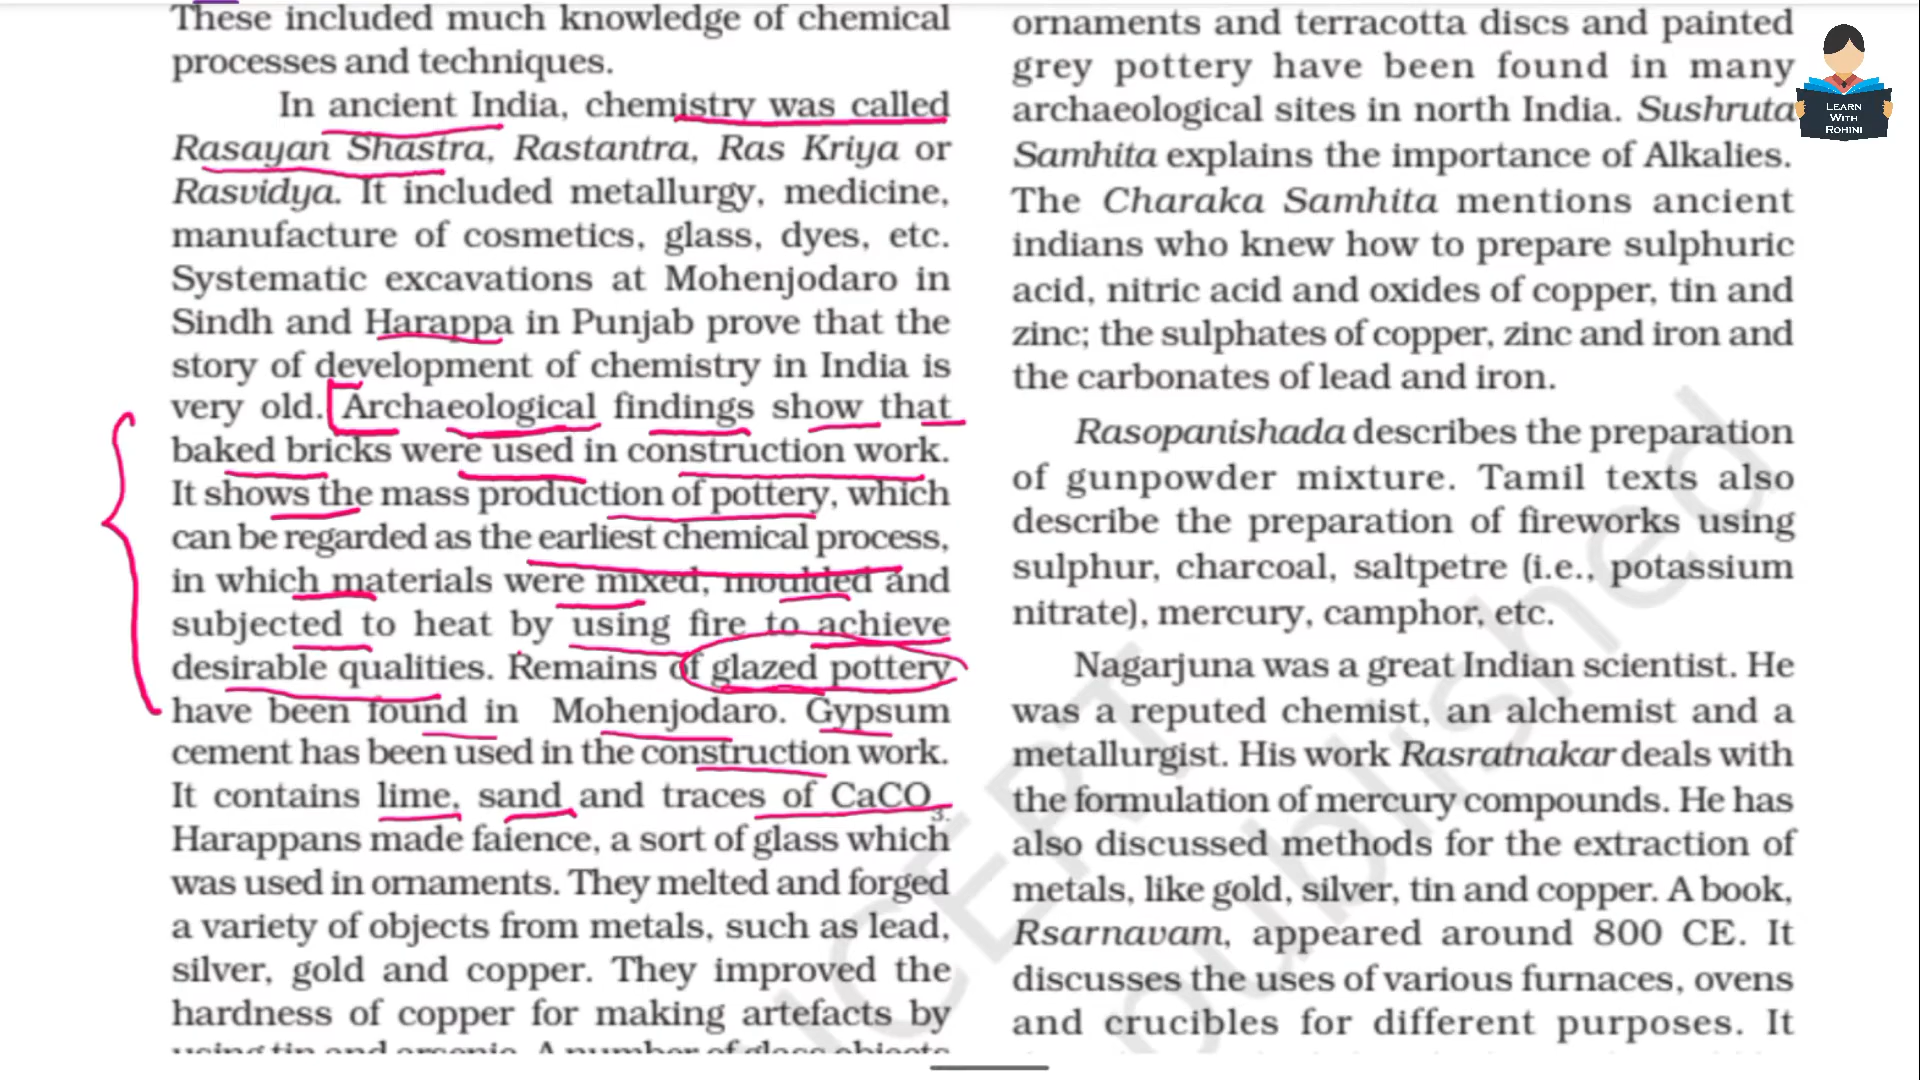 These included much knowledge of chemical
processes and techniques.
In ancient India, chemistry was called
Rasayan Shastra, Rastantra, Ras Kriya or
Rasvidya. It included metallurgy, medicine,
manufacture of cosmetics, glass, dyes, etc.
Systematic excavations at Mohenjodaro in
Sindh and Harappa in Punjab prove that the
story of development of chemistry in India is
very old. Archaeological findings show that
baked bricks were used in construction work.
It shows the mass production of pottery, which
can be regarded as the earliest chemical process,
in which materials were mixed, moulded and
subjected to heat by using fire to achieve
desirable qualities. Remains of glazed pottery
have been found in Mohenjodaro. Gypsum
cement has been used in the construction work.
It contains lime, sand and traces of CaCO3.
Harappans made faience, a sort of glass which
was used in ornaments. They melted and forged
a variety of objects from metals, such as lead,
silver, gold and copper. They improved the
hardness of copper for making artefacts by
using tin and arsenic. A number of glass objects
ornaments and terracotta discs and painted
grey pottery have been found in many
archaeological sites in north India. Sushruta
Samhita explains the importance of Alkalies.
The Charaka Samhita mentions ancient
indians who knew how to prepare sulphuric
acid, nitric acid and oxides of copper, tin and
zinc; the sulphates of copper, zinc and iron and
the carbonates of lead and iron.
Rasopanishada describes the preparation
of gunpowder mixture. Tamil texts also
describe the preparation of fireworks using
sulphur, charcoal, saltpetre (i.e., potassium
nitrate), mercury, camphor, etc.
Nagarjuna was a great Indian scientist. He
was a reputed chemist, an alchemist and a
metallurgist. His work Rasratnakar deals with
the formulation of mercury compounds. He has
also discussed methods for the extraction of
metals, like gold, silver, tin and copper. A book,
Rsarnavam, appeared around 800 CE. It
discusses the uses of various furnaces, ovens
and crucibles for different purposes. It
LEARN
With
ROHINI
NCERT
published